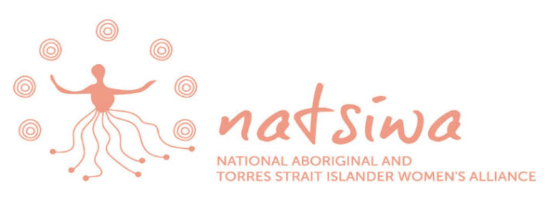 natsiwa
NATIONAL ABORIGINAL AND
TORRES STRAIT ISLANDER WOMEN'S ALLIANCE